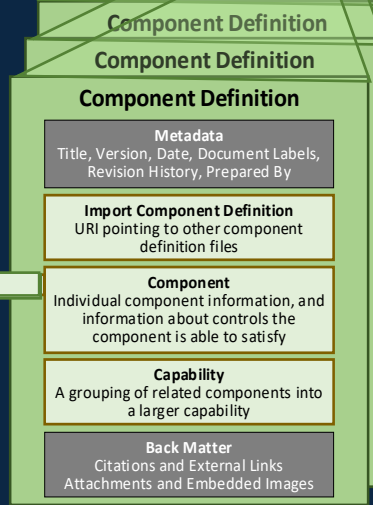 Component Definition
Component Definition
Component Definition
Metadata
Title, Version, Date, Document Labels,
Revision History, Prepared By
Import Component Definition
URI pointing to other component
definition files
Component
Individual component information, and
information about controls the
component is able to satisfy
Capability
A grouping of related components into
a larger capability
Back Matter
Citations and External Links
Attachments and Embedded Images